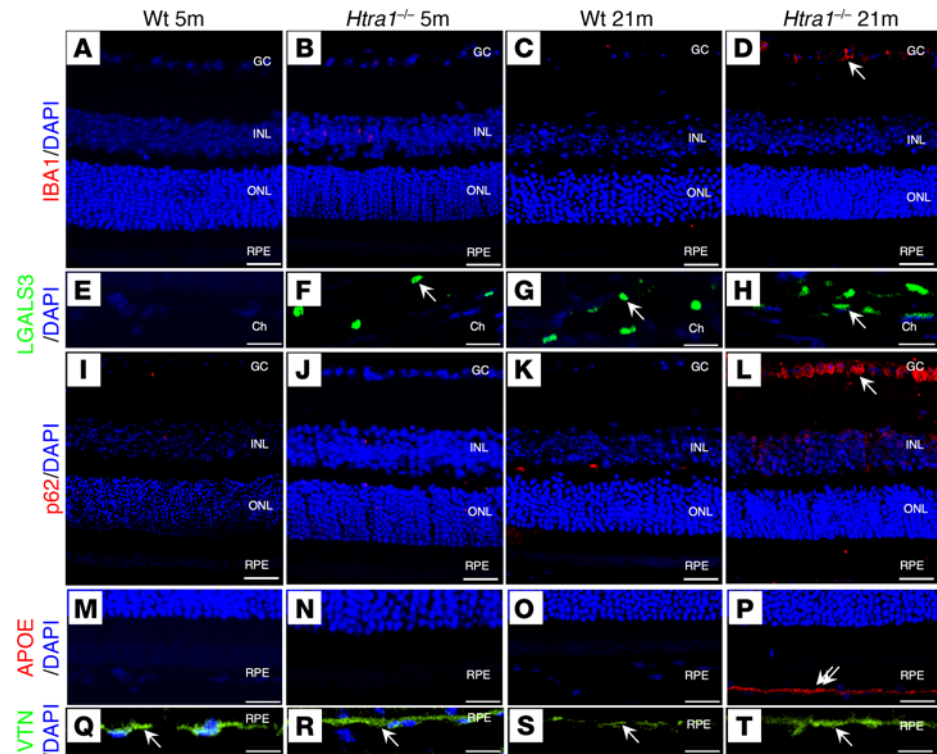 Wt 5m Htra1–/– 5m Wt 21m Htra1–/– 21m
IBA1/DAPI
A GC INL ONL RPE
B GC INL ONL RPE
C GC INL ONL RPE
D GC INL ONL RPE
LGALS3
/DAPI
E Ch
F Ch
G Ch
H Ch
p62/DAPI
I GC INL ONL RPE
J GC INL ONL RPE
K GC INL ONL RPE
L GC INL ONL RPE
APOE
/DAPI
M RPE
N RPE
O RPE
P RPE
VTN
/DAPI
Q RPE
R RPE
S RPE
T RPE